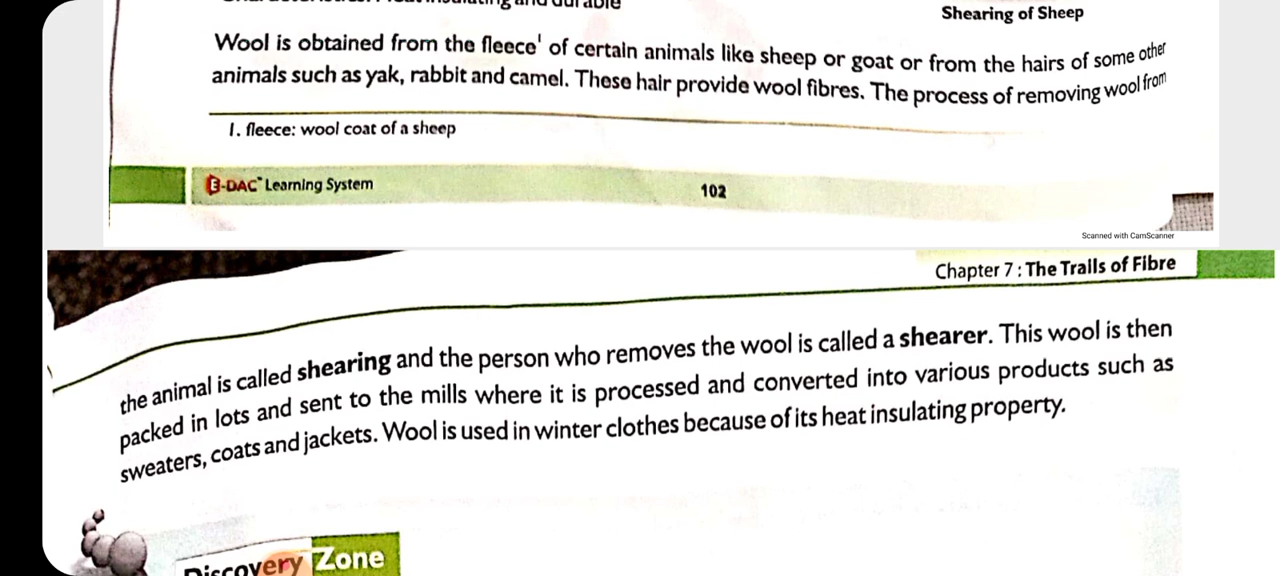 Shearing of Sheep
Wool is obtained from the fleece¹ of certain animals like sheep or goat or from the hairs of some other
animals such as yak, rabbit and camel. These hair provide wool fibres. The process of removing wool from
1. fleece: wool coat of a sheep
E-DAC™ Learning System
102
Scanned with CamScanner
Chapter 7 : The Trails of Fibre
the animal is called shearing and the person who removes the wool is called a shearer. This wool is then
packed in lots and sent to the mills where it is processed and converted into various products such as
sweaters, coats and jackets. Wool is used in winter clothes because of its heat insulating property.
Discovery Zone